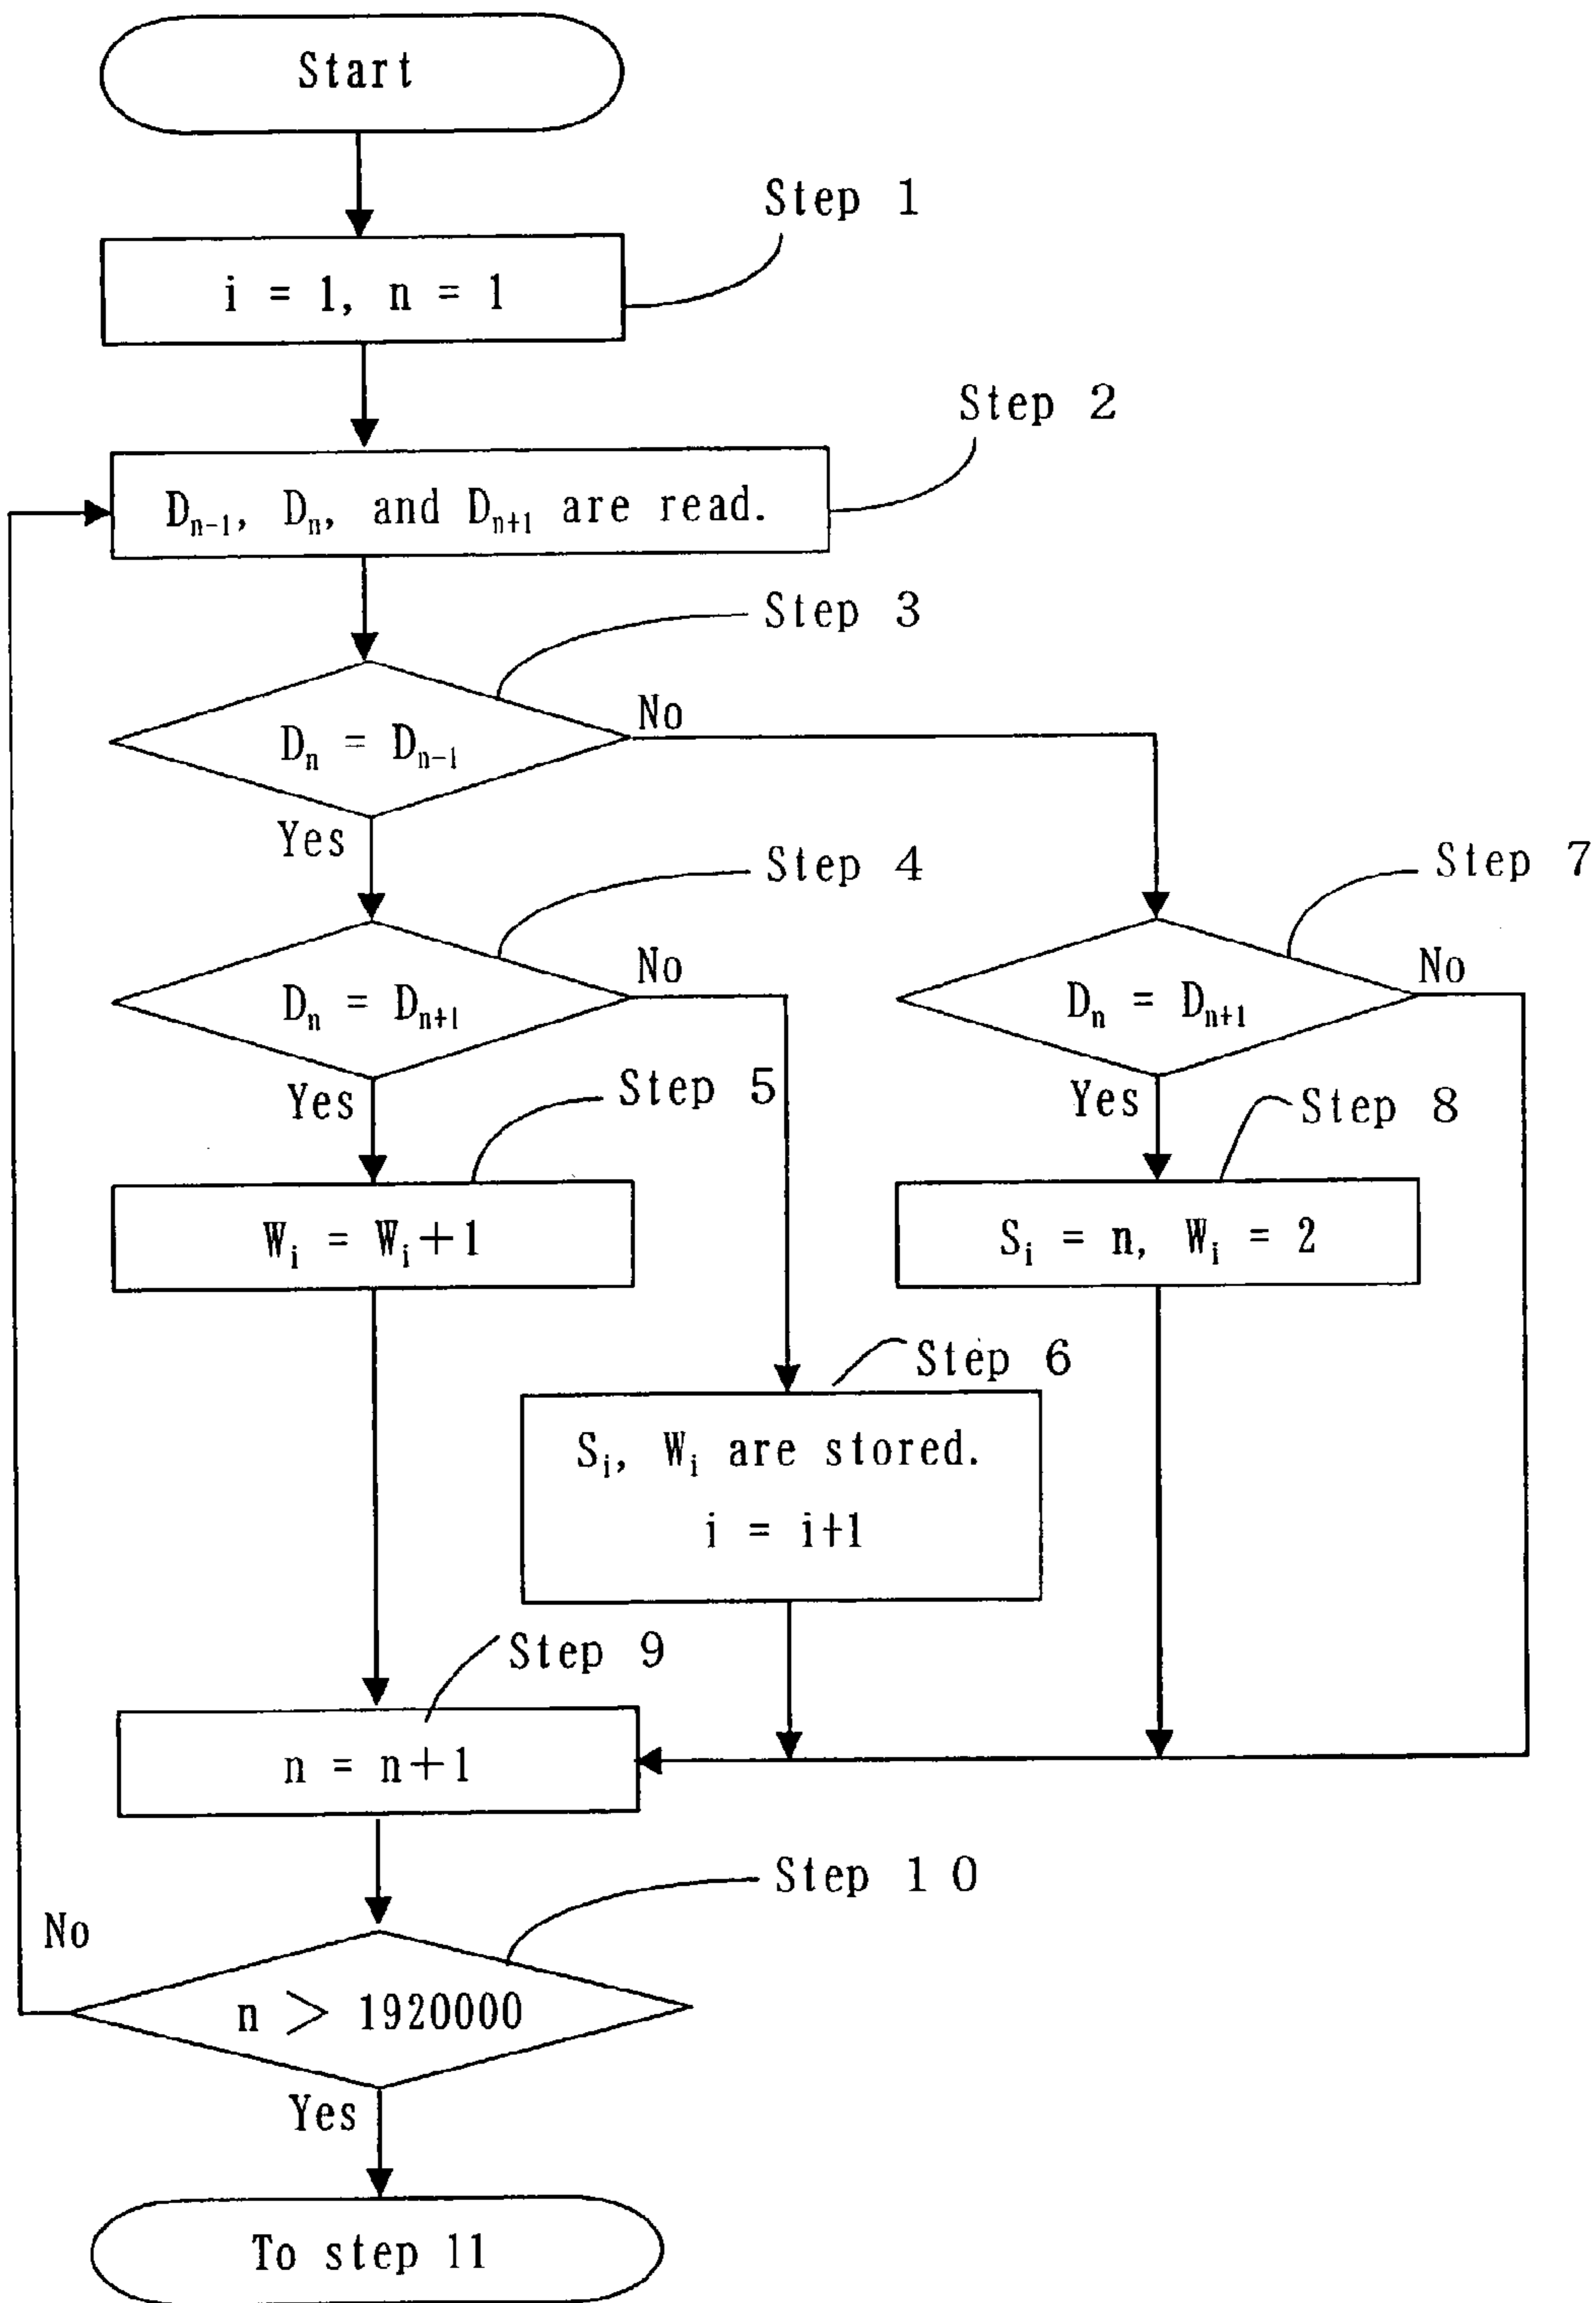 Start
Step 1
i = 1, n = 1
Step 2
Dn-1, Dn, and Dn+1 are read.
Step 3
Dn = Dn-1
No
Yes
Step 4
Step 7
Dn = Dn+1
No
Dn = Dn+1
No
Yes
Step 5
Yes
Step 8
Wi = Wi+1
Si = n, Wi = 2
Step 6
Si, Wi are stored.
i = i+1
Step 9
n = n+1
Step 10
No
n > 1920000
Yes
To step 11